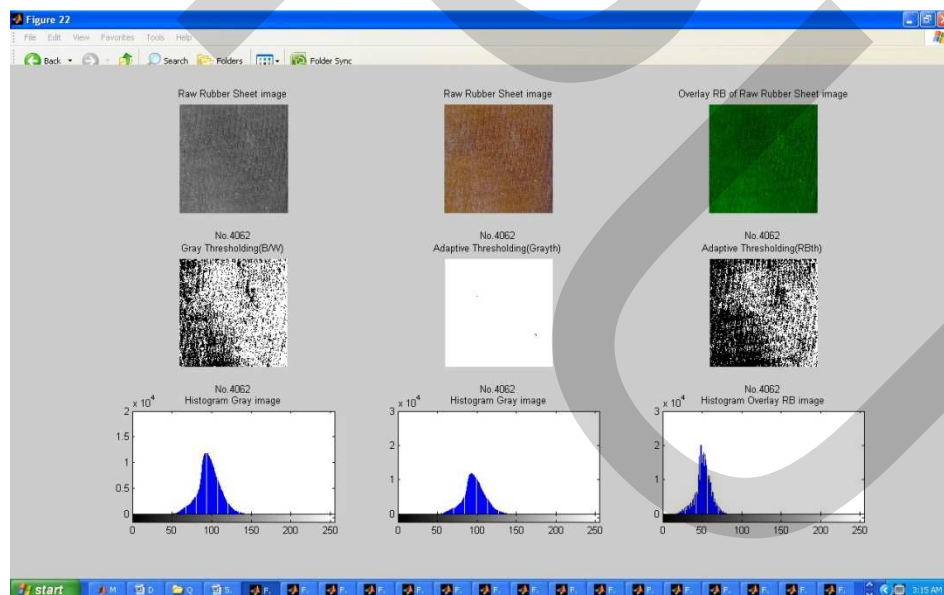 Figure 22
File Edit View Favorites Tools Help
Back Search Folders Folder Sync
Raw Rubber Sheet image Raw Rubber Sheet image Overlay RB of Raw Rubber Sheet image
No.4062 No.4062 No.4062
Gray Thresholding(B/W) Adaptive Thresholding(Grayth) Adaptive Thresholding(RBth)
No.4062 No.4062 No.4062
Histogram Gray image Histogram Gray image Histogram Overlay RB image
x 10^4 x 10^4 x 10^4
2 3 3
1.5 2 2
1 1 1
0.5
0 0 0
0 50 100 150 200 250 0 50 100 150 200 250 0 50 100 150 200 250
start M D Q S. F. F. F. F. F. F. F. F. F. F. F. F. F. F. F. 3:15 AM